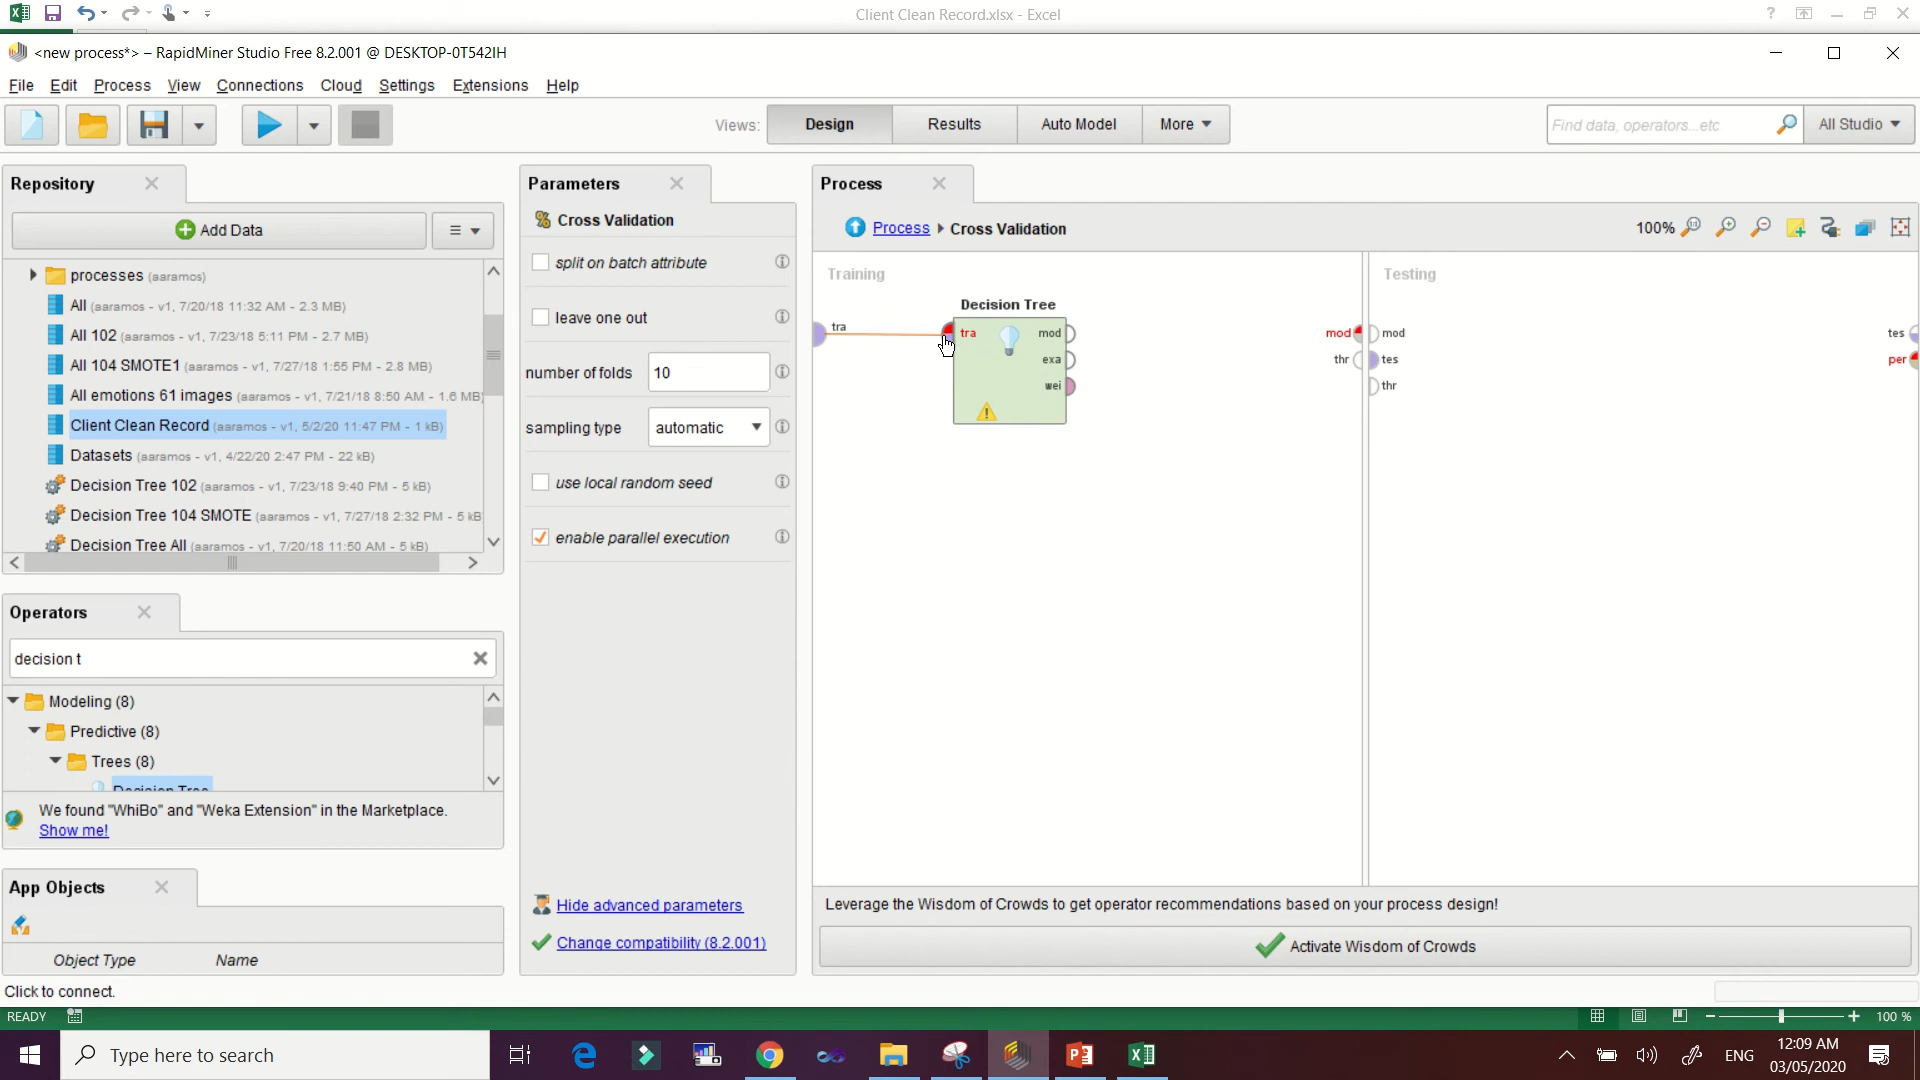 Client Clean Record.xlsx - Excel
?
<new process*> – RapidMiner Studio Free 8.2.001 @ DESKTOP-0T542IH
File Edit Process View Connections Cloud Settings Extensions Help
Views: Design Results Auto Model More
Find data, operators...etc
All Studio
Repository
Add Data
processes (aaramos)
All (aaramos - v1, 7/20/18 11:32 AM - 2.3 MB)
All 102 (aaramos - v1, 7/23/18 5:11 PM - 2.7 MB)
All 104 SMOTE1 (aaramos - v1, 7/27/18 1:55 PM - 2.8 MB)
All emotions 61 images (aaramos - v1, 7/21/18 8:50 AM - 1.6 MB)
Client Clean Record (aaramos - v1, 5/2/20 11:47 PM - 1 kB)
Datasets (aaramos - v1, 4/22/20 2:47 PM - 22 kB)
Decision Tree 102 (aaramos - v1, 7/23/18 9:40 PM - 5 kB)
Decision Tree 104 SMOTE (aaramos - v1, 7/27/18 2:32 PM - 5 kB
Decision Tree All (aaramos - v1, 7/20/18 11:50 AM - 5 kB)
Operators
decision t
Modeling (8)
Predictive (8)
Trees (8)
Decision Tree
We found "WhiBo" and "Weka Extension" in the Marketplace.
Show me!
App Objects
Object Type Name
Click to connect.
Parameters
Cross Validation
split on batch attribute
leave one out
number of folds 10
sampling type automatic
use local random seed
enable parallel execution
Hide advanced parameters
Change compatibility (8.2.001)
Process
Process Cross Validation
100%
Training
Testing
Decision Tree
tra
tra mod
exa
wei
mod
thr
mod
tes
thr
tes
per
Leverage the Wisdom of Crowds to get operator recommendations based on your process design!
Activate Wisdom of Crowds
READY
100 %
Type here to search
ENG
12:09 AM
03/05/2020